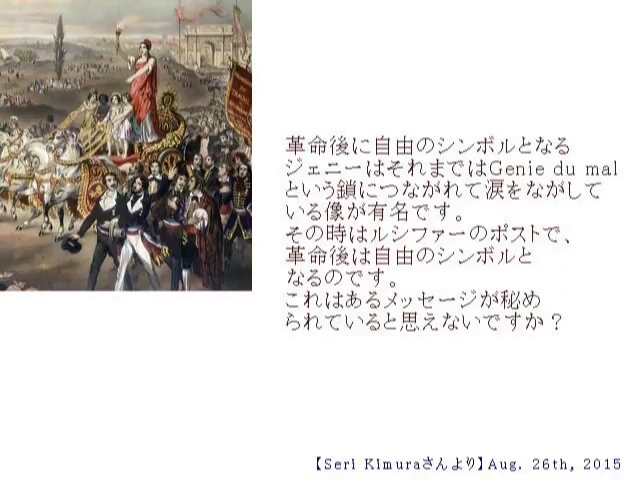 革命後に自由のシンボルとなる
ジェニーはそれまではGenie du mal
という鎖につながれて涙をながして
いる像が有名です。
その時はルシファーのポストで、
革命後は自由のシンボルと
なるのです。
これはあるメッセージが秘め
られていると思えないですか？
【Seri Kimuraさんより】Aug. 26th, 2015